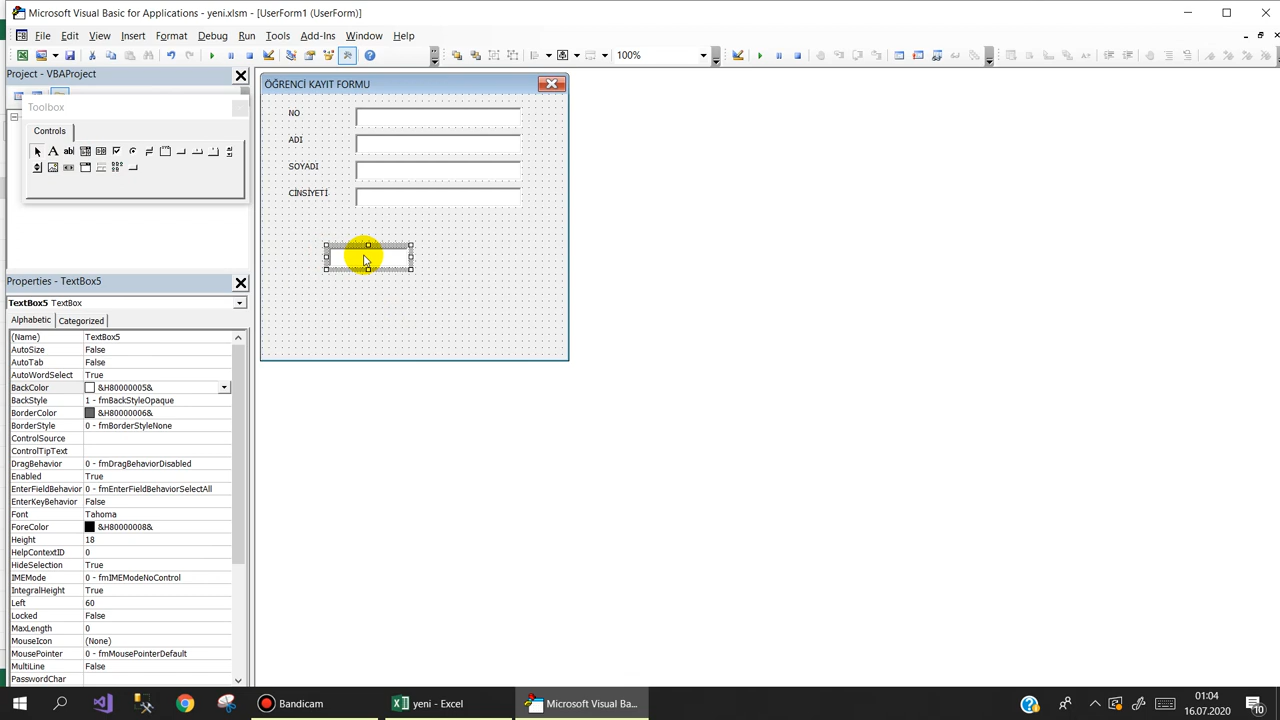 Microsoft Visual Basic for Applications - yeni.xlsm - [UserForm1 (UserForm)]
File Edit View Insert Format Debug Run Tools Add-Ins Window Help
100%
Project - VBAProject
Toolbox
Controls
ÖĞRENCİ KAYIT FORMU
NO
ADI
SOYADI
CİNSİYETİ
Properties - TextBox5
TextBox5 TextBox
Alphabetic Categorized
(Name) TextBox5
AutoSize False
AutoTab False
AutoWordSelect True
BackColor &H80000005&
BackStyle 1 - fmBackStyleOpaque
BorderColor &H80000006&
BorderStyle 0 - fmBorderStyleNone
ControlSource
ControlTipText
DragBehavior 0 - fmDragBehaviorDisabled
Enabled True
EnterFieldBehavior 0 - fmEnterFieldBehaviorSelectAll
EnterKeyBehavior False
Font Tahoma
ForeColor &H80000008&
Height 18
HelpContextID 0
HideSelection True
IMEMode 0 - fmIMEModeNoControl
IntegralHeight True
Left 60
Locked False
MaxLength 0
MouseIcon (None)
MousePointer 0 - fmMousePointerDefault
MultiLine False
PasswordChar
Bandicam
yeni - Excel
Microsoft Visual Ba...
01:04
16.07.2020
10